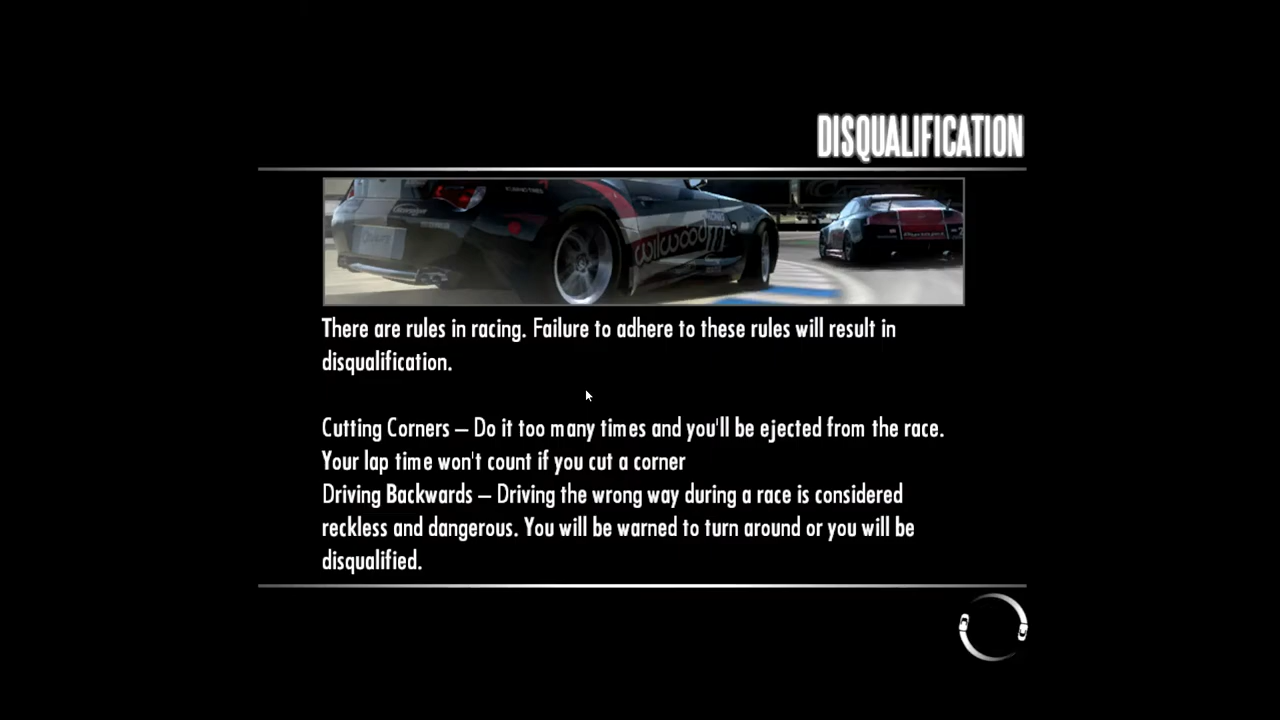 DISQUALIFICATION
wilwood
There are rules in racing. Failure to adhere to these rules will result in
disqualification.
Cutting Corners – Do it too many times and you'll be ejected from the race.
Your lap time won't count if you cut a corner
Driving Backwards – Driving the wrong way during a race is considered
reckless and dangerous. You will be warned to turn around or you will be
disqualified.